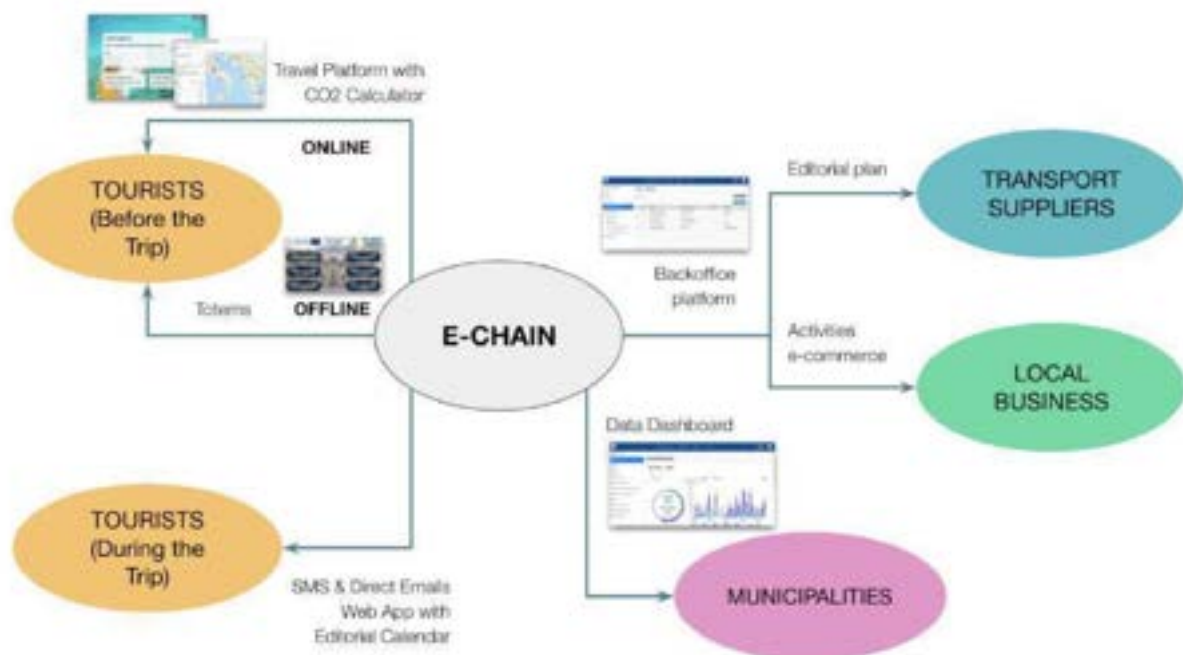 Travel Platform with
CO2 Calculator
ONLINE
TOURISTS
(Before the
Trip)
Totems
OFFLINE
E-CHAIN
Backoffice
platform
Editorial plan
TRANSPORT
SUPPLIERS
Activities
e-commerce
LOCAL
BUSINESS
Data Dashboard
MUNICIPALITIES
TOURISTS
(During the
Trip)
SMS & Direct Emails
Web App with
Editorial Calendar